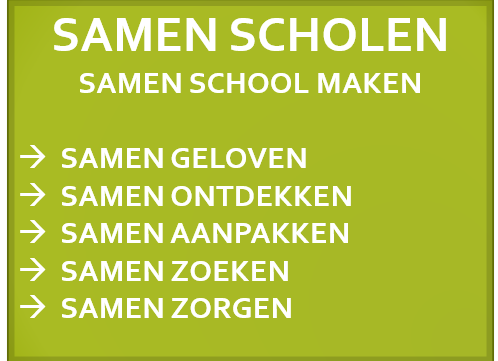 SAMEN SCHOLEN
SAMEN SCHOOL MAKEN
→ SAMEN GELOVEN
→ SAMEN ONTDEKKEN
→ SAMEN AANPAKKEN
→ SAMEN ZOEKEN
→ SAMEN ZORGEN